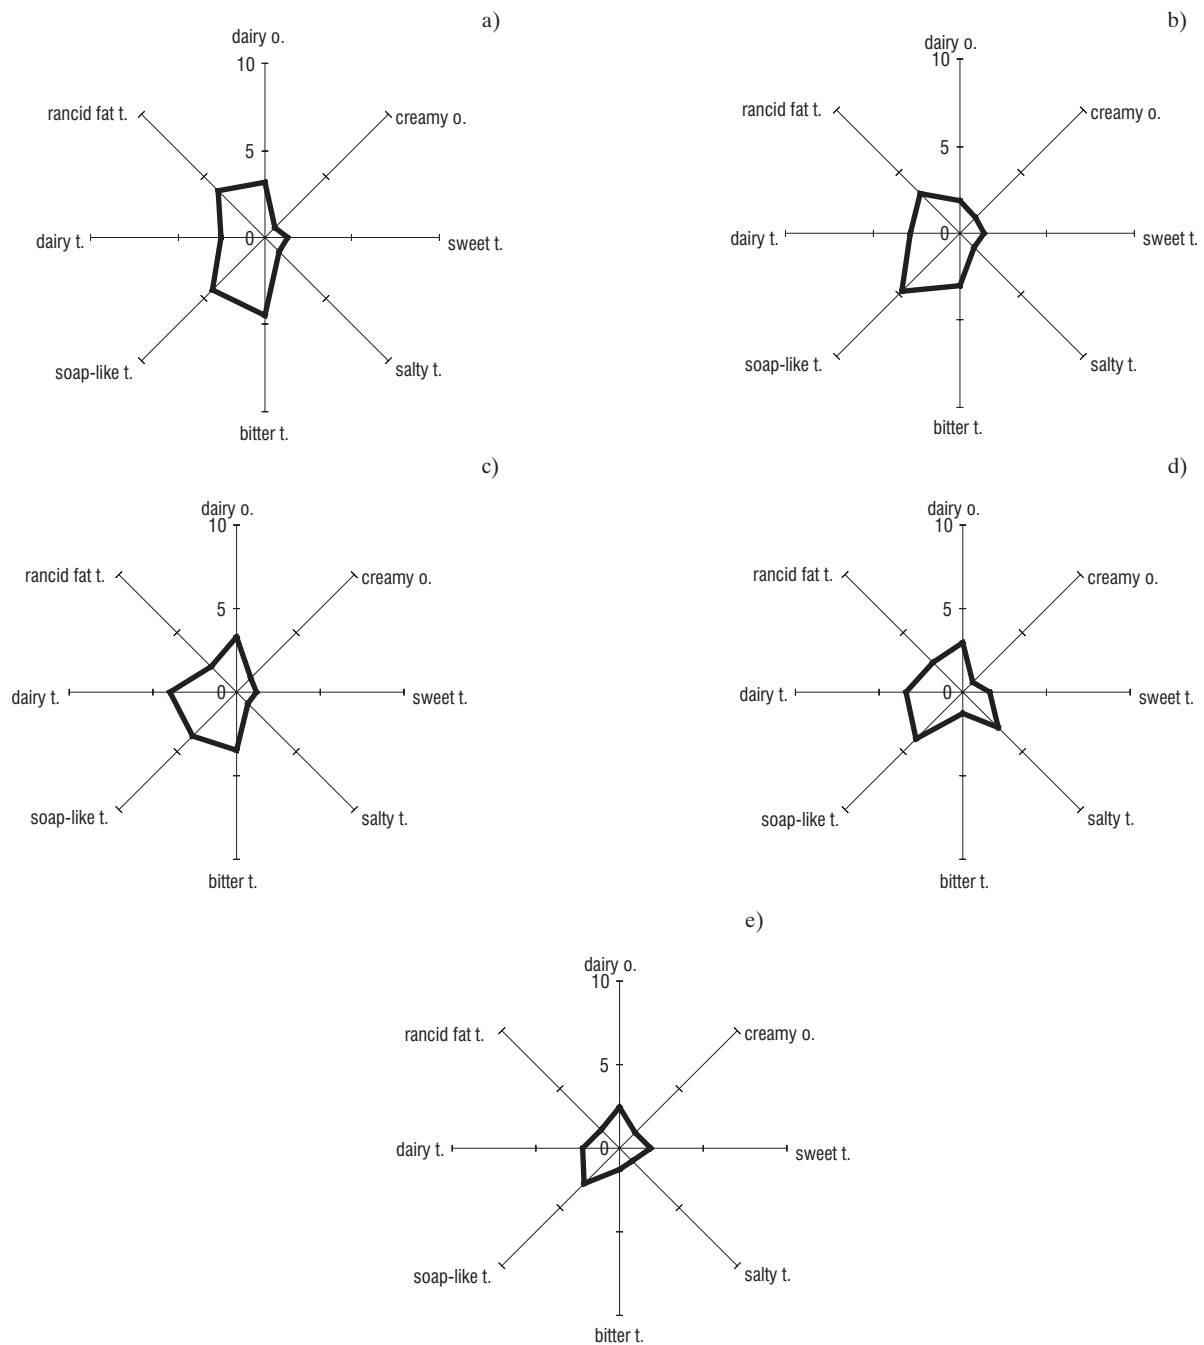 a)
dairy o.
10
rancid fat t.
creamy o.
5
dairy t.
0
sweet t.
soap-like t.
salty t.
bitter t.
b)
dairy o.
10
rancid fat t.
creamy o.
5
dairy t.
0
sweet t.
soap-like t.
salty t.
bitter t.
c)
dairy o.
10
rancid fat t.
creamy o.
5
dairy t.
0
sweet t.
soap-like t.
salty t.
bitter t.
d)
dairy o.
10
rancid fat t.
creamy o.
5
dairy t.
0
sweet t.
soap-like t.
salty t.
bitter t.
e)
dairy o.
10
rancid fat t.
creamy o.
5
dairy t.
0
sweet t.
soap-like t.
salty t.
bitter t.